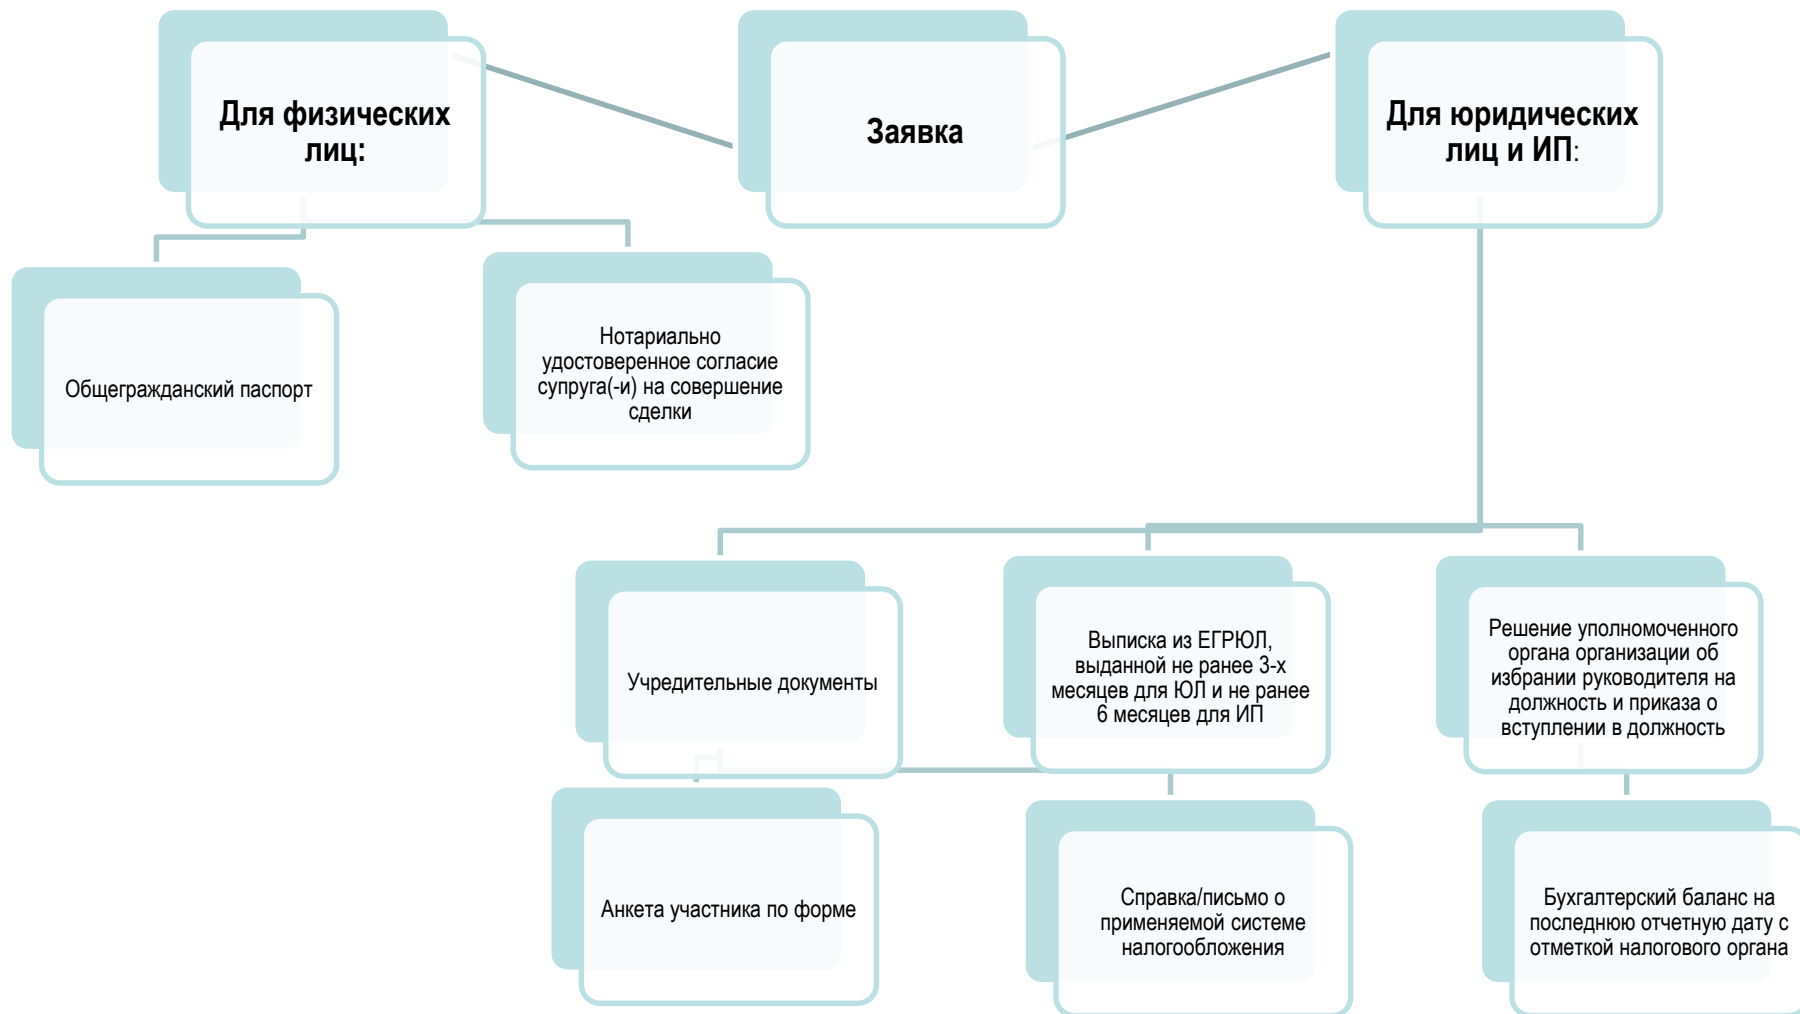 Для физических
лиц:
Заявка
Для юридических
лиц и ИП:
Общегражданский паспорт
Нотариально
удостоверенное согласие
супруга(-и) на совершение
сделки
Учредительные документы
Выписка из ЕГРЮЛ,
выданной не ранее 3-х
месяцев для ЮЛ и не ранее
6 месяцев для ИП
Решение уполномоченного
органа организации об
избрании руководителя на
должность и приказа о
вступлении в должность
Анкета участника по форме
Справка/письмо о
применяемой системе
налогообложения
Бухгалтерский баланс на
последнюю отчетную дату с
отметкой налогового органа